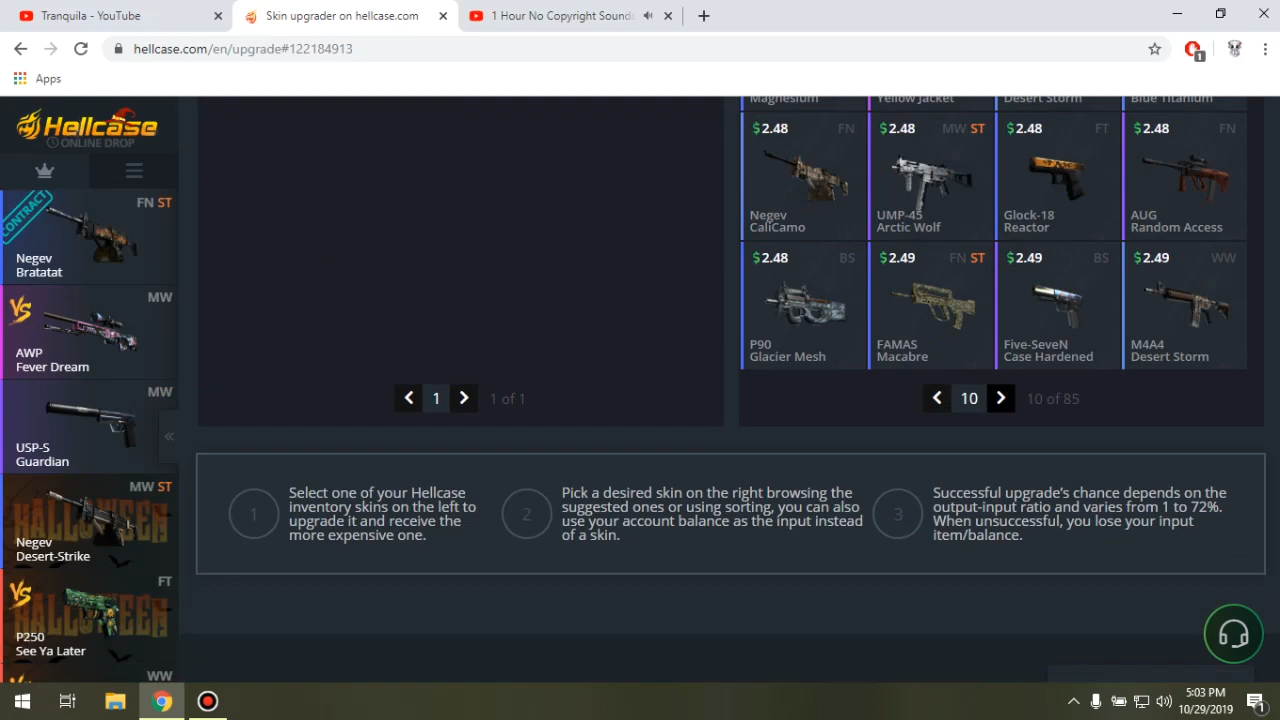 Tranquila - YouTube
Skin upgrader on hellcase.com
1 Hour No Copyright Sounds
hellcase.com/en/upgrade#122184913
1
Apps
Hellcase
ONLINE DROP
CONTRACT
FN ST
Negev
Bratatat
VS
MW
AWP
Fever Dream
MW
USP-S
Guardian
MW ST
HALLOWEEN
Negev
Desert-Strike
VS
FT
HALLOWEEN
P250
See Ya Later
WW
Magnesium
Yellow Jacket
Desert Storm
Blue Titanium
$ 2.48 FN
Negev
CaliCamo
$ 2.48 MW ST
UMP-45
Arctic Wolf
$ 2.48 FT
Glock-18
Reactor
$ 2.48 FN
AUG
Random Access
$ 2.48 BS
P90
Glacier Mesh
$ 2.49 FN ST
FAMAS
Macabre
$ 2.49 BS
Five-SeveN
Case Hardened
$ 2.49 WW
M4A4
Desert Storm
1 1 of 1
10 10 of 85
1
Select one of your Hellcase
inventory skins on the left to
upgrade it and receive the
more expensive one.
2
Pick a desired skin on the right browsing the
suggested ones or using sorting, you can also
use your account balance as the input instead
of a skin.
3
Successful upgrade's chance depends on the
output-input ratio and varies from 1 to 72%.
When unsuccessful, you lose your input
item/balance.
5:03 PM
10/29/2019
1